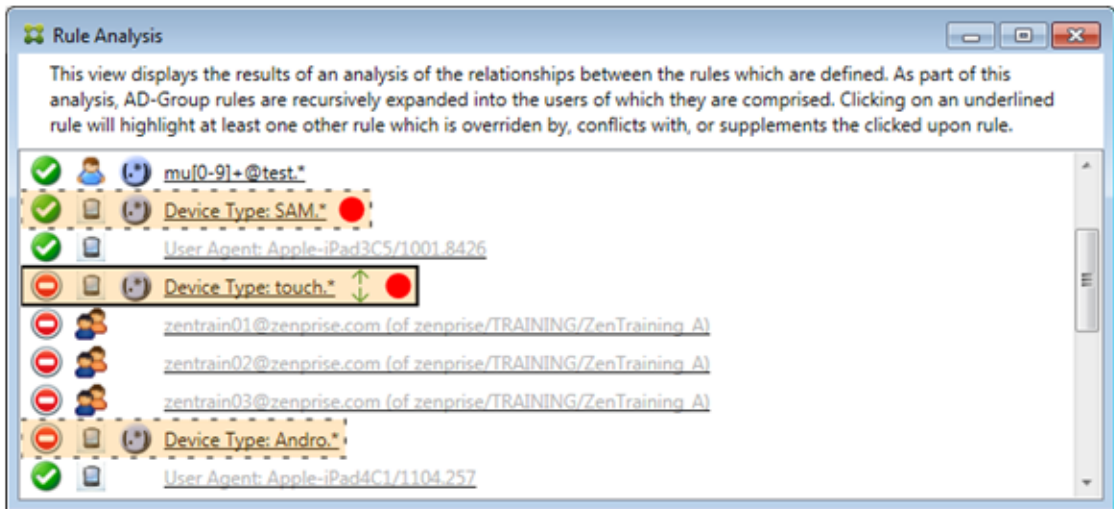 Rule Analysis
This view displays the results of an analysis of the relationships between the rules which are defined. As part of this
analysis, AD-Group rules are recursively expanded into the users of which they are comprised. Clicking on an underlined
rule will highlight at least one other rule which is overriden by, conflicts with, or supplements the clicked upon rule.
(.*) mu[0-9]+@test.*
(.*) Device Type: SAM.*
User Agent: Apple-iPad3C5/1001.8426
(.*) Device Type: touch.*
zentrain01@zenprise.com (of zenprise/TRAINING/ZenTraining_A)
zentrain02@zenprise.com (of zenprise/TRAINING/ZenTraining_A)
zentrain03@zenprise.com (of zenprise/TRAINING/ZenTraining_A)
(.*) Device Type: Andro.*
User Agent: Apple-iPad4C1/1104.257